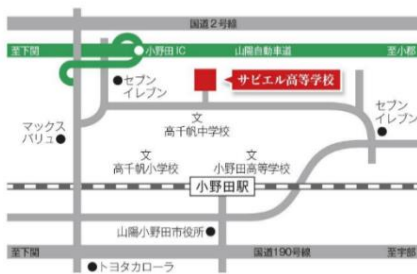 国道2号線
至下関
小野田IC
山陽自動車道
至小郡
セブン
イレブン
サビエル高等学校
セブン
イレブン
マックス
バリュ
文
高千帆中学校
文
高千帆小学校
文
小野田高等学校
小野田駅
山陽小野田市役所
至下関
国道190号線
至宇部
トヨタカローラ